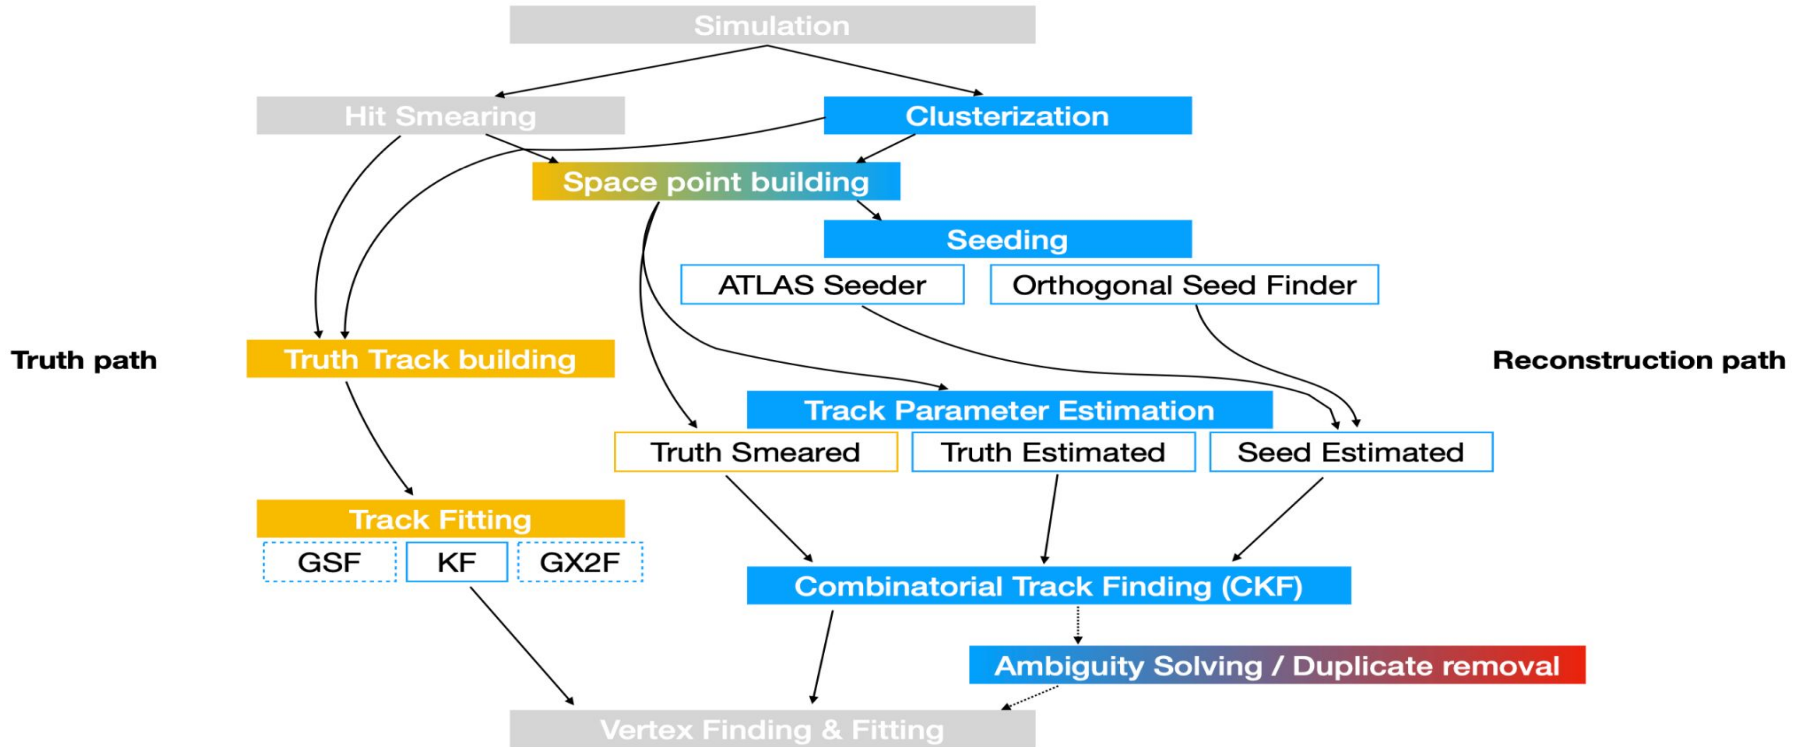 Simulation
Hit Smearing
Clusterization
Space point building
Seeding
ATLAS Seeder
Orthogonal Seed Finder
Truth path
Truth Track building
Reconstruction path
Track Parameter Estimation
Truth Smeared
Truth Estimated
Seed Estimated
Track Fitting
GSF
KF
GX2F
Combinatorial Track Finding (CKF)
Ambiguity Solving / Duplicate removal
Vertex Finding & Fitting